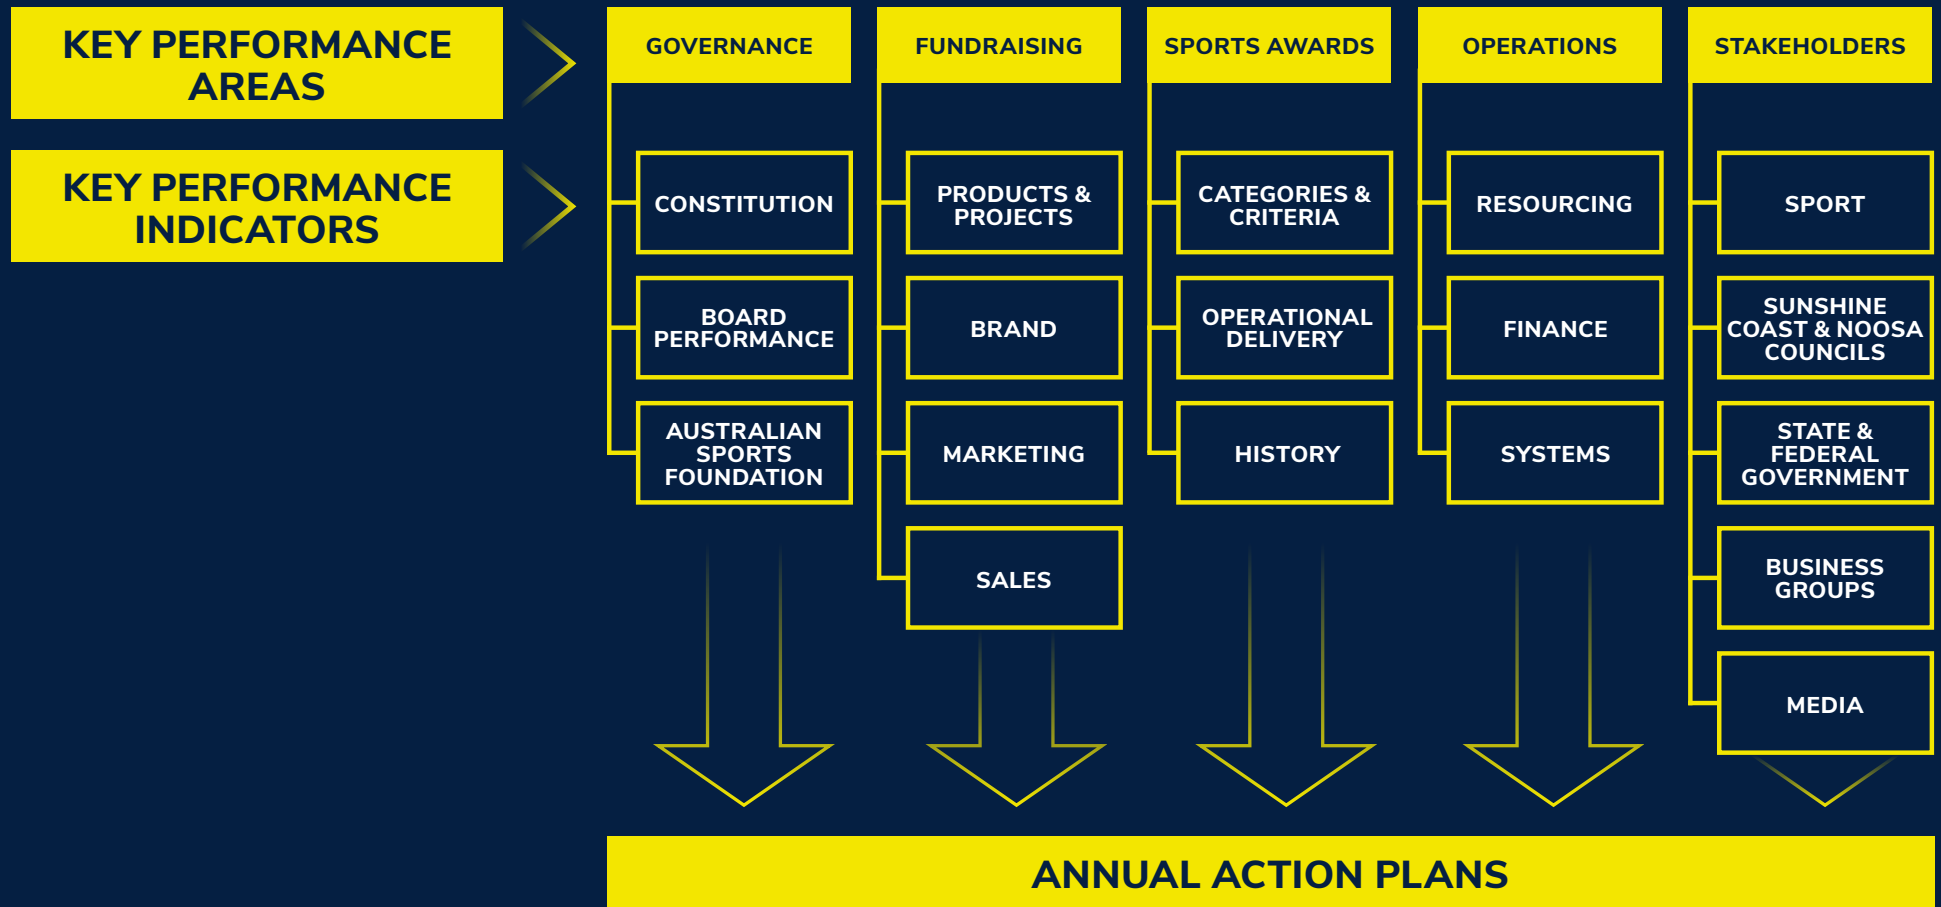 KEY PERFORMANCE
AREAS
GOVERNANCE
FUNDRAISING
SPORTS AWARDS
OPERATIONS
STAKEHOLDERS
KEY PERFORMANCE
INDICATORS
CONSTITUTION
BOARD
PERFORMANCE
AUSTRALIAN
SPORTS
FOUNDATION
PRODUCTS &
PROJECTS
BRAND
MARKETING
SALES
CATEGORIES &
CRITERIA
OPERATIONAL
DELIVERY
HISTORY
RESOURCING
FINANCE
SYSTEMS
SPORT
SUNSHINE
COAST & NOOSA
COUNCILS
STATE &
FEDERAL
GOVERNMENT
BUSINESS
GROUPS
MEDIA
ANNUAL ACTION PLANS